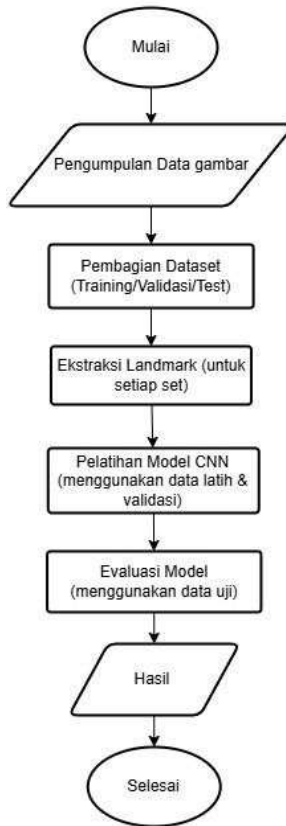 Mulai
Pengumpulan Data gambar
Pembagian Dataset
(Training/Validasi/Test)
Ekstraksi Landmark (untuk
setiap set)
Pelatihan Model CNN
(menggunakan data latih &
validasi)
Evaluasi Model
(menggunakan data uji)
Hasil
Selesai